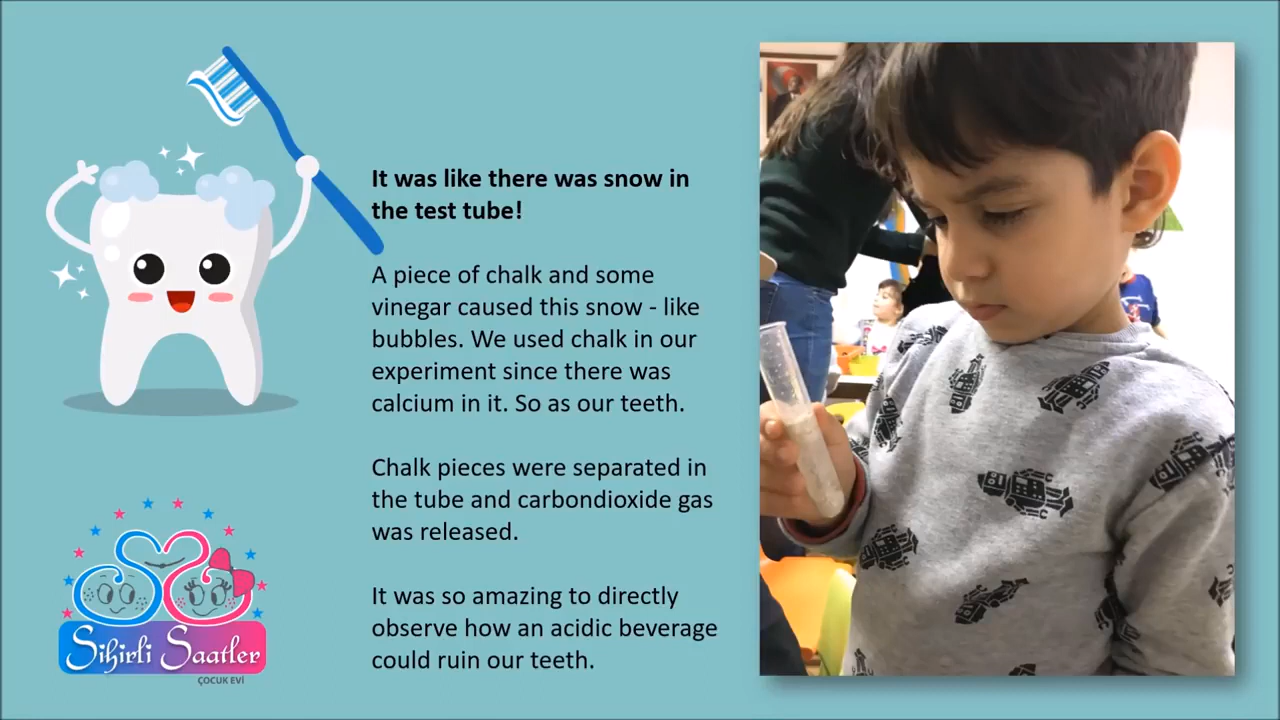 It was like there was snow in
the test tube!
A piece of chalk and some
vinegar caused this snow - like
bubbles. We used chalk in our
experiment since there was
calcium in it. So as our teeth.
Chalk pieces were separated in
the tube and carbondioxide gas
was released.
It was so amazing to directly
observe how an acidic beverage
could ruin our teeth.
Sihirli Saatler
ÇOCUK EVİ